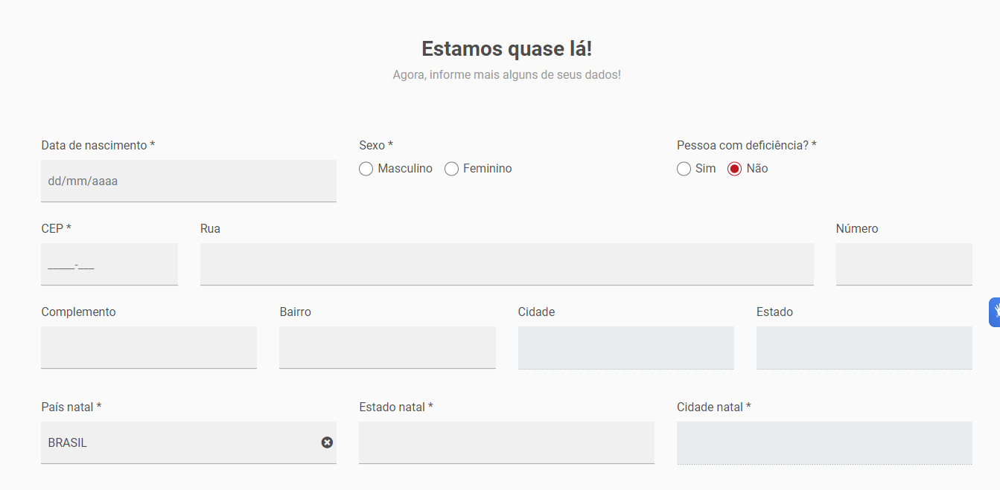 Estamos quase lá!
Agora, informe mais alguns de seus dados!
Data de nascimento *
Sexo *
Pessoa com deficiência? *
dd/mm/aaaa
Masculino
Feminino
Sim
Não
CEP *
Rua
Número
_____-___
Complemento
Bairro
Cidade
Estado
País natal *
Estado natal *
Cidade natal *
BRASIL